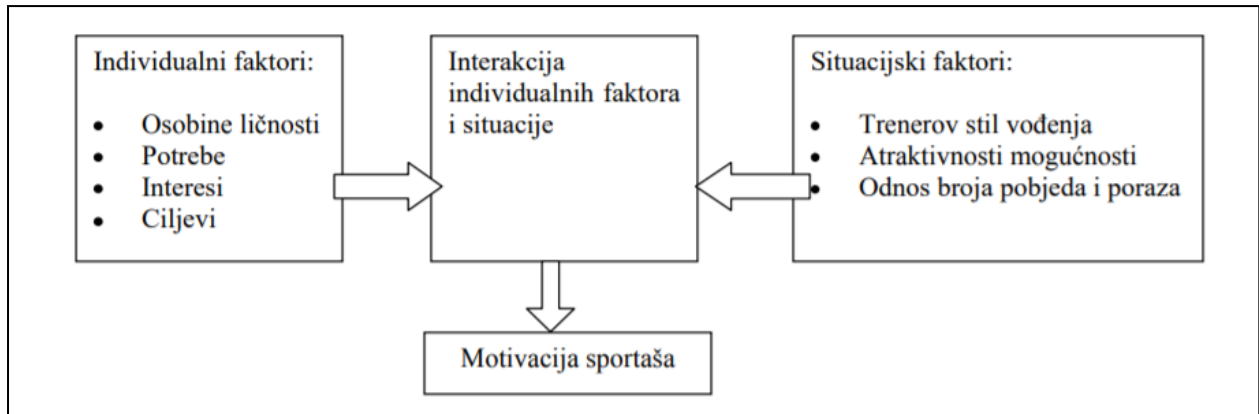 Individualni faktori:
• Osobine ličnosti
• Potrebe
• Interesi
• Ciljevi
Interakcija
individualnih faktora
i situacije
Situacijski faktori:
• Trenerov stil vođenja
• Atraktivnosti mogućnosti
• Odnos broja pobjeda i poraza
Motivacija sportaša